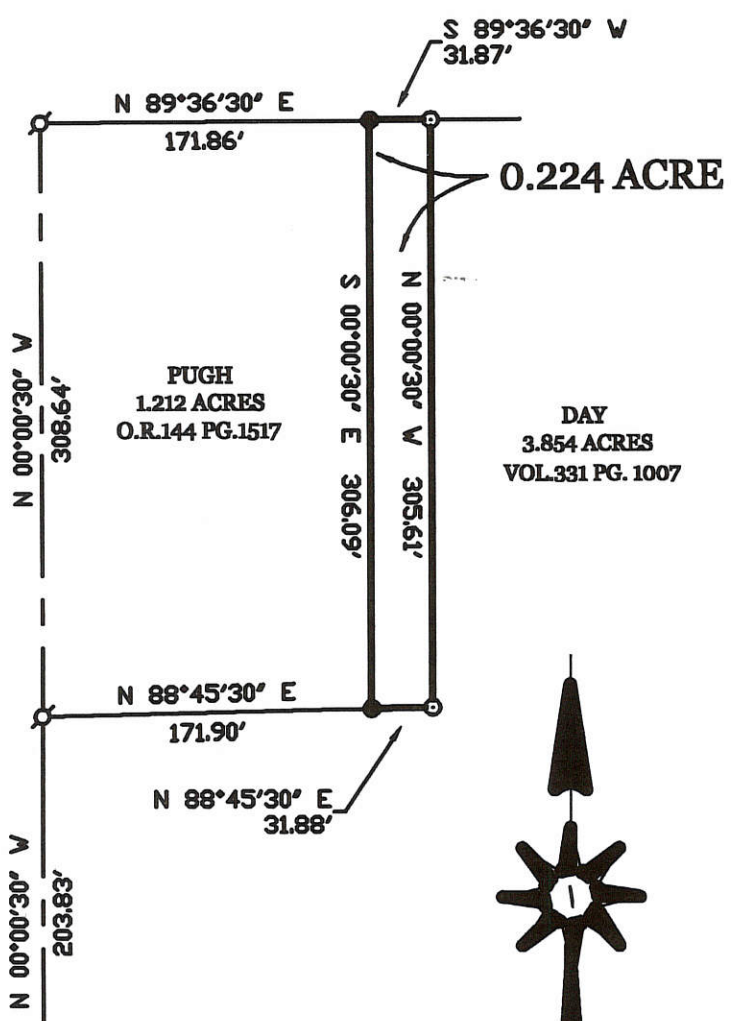 S 89°36'30" W
31.87'
N 89°36'30" E
171.86'
0.224 ACRE
N 00°00'30" W
308.64'
PUGH
1.212 ACRES
O.R.144 PG.1517
S 00°00'30" E 306.09'
N 00°00'30" W 305.61'
DAY
3.854 ACRES
VOL.331 PG. 1007
N 88°45'30" E
171.90'
N 88°45'30" E
31.88'
N 00°00'30" W
203.83'